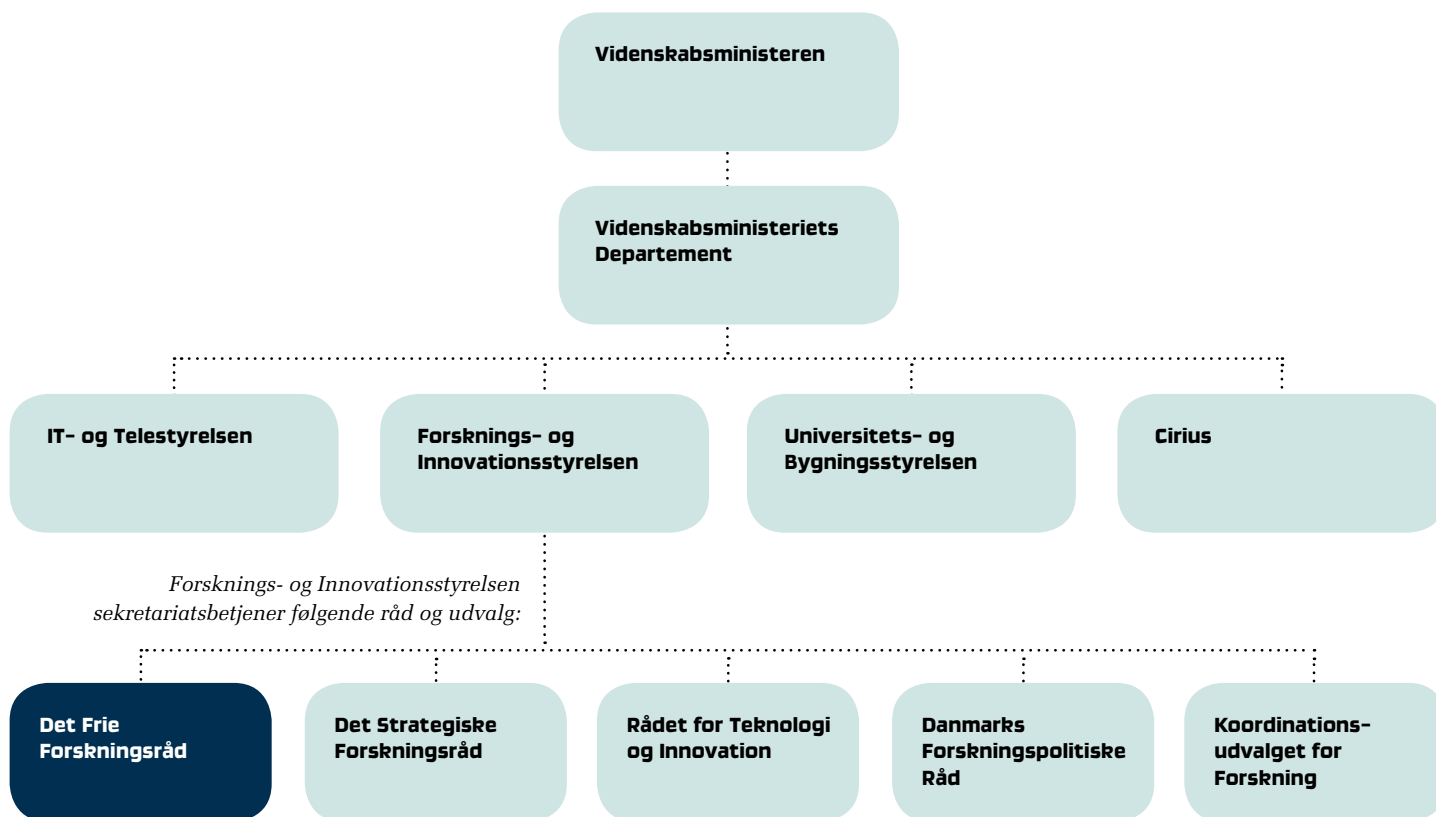 Videnskabsministeren
Videnskabsministeriets
Departement
IT- og Telestyrelsen
Forsknings- og
Innovationsstyrelsen
Universitets- og
Bygningsstyrelsen
Cirius
Forsknings- og Innovationsstyrelsen
sekretariatsbetjener følgende råd og udvalg:
Det Frie
Forskningsråd
Det Strategiske
Forskningsråd
Rådet for Teknologi
og Innovation
Danmarks
Forskningspolitiske
Råd
Koordinations-
udvalget for
Forskning